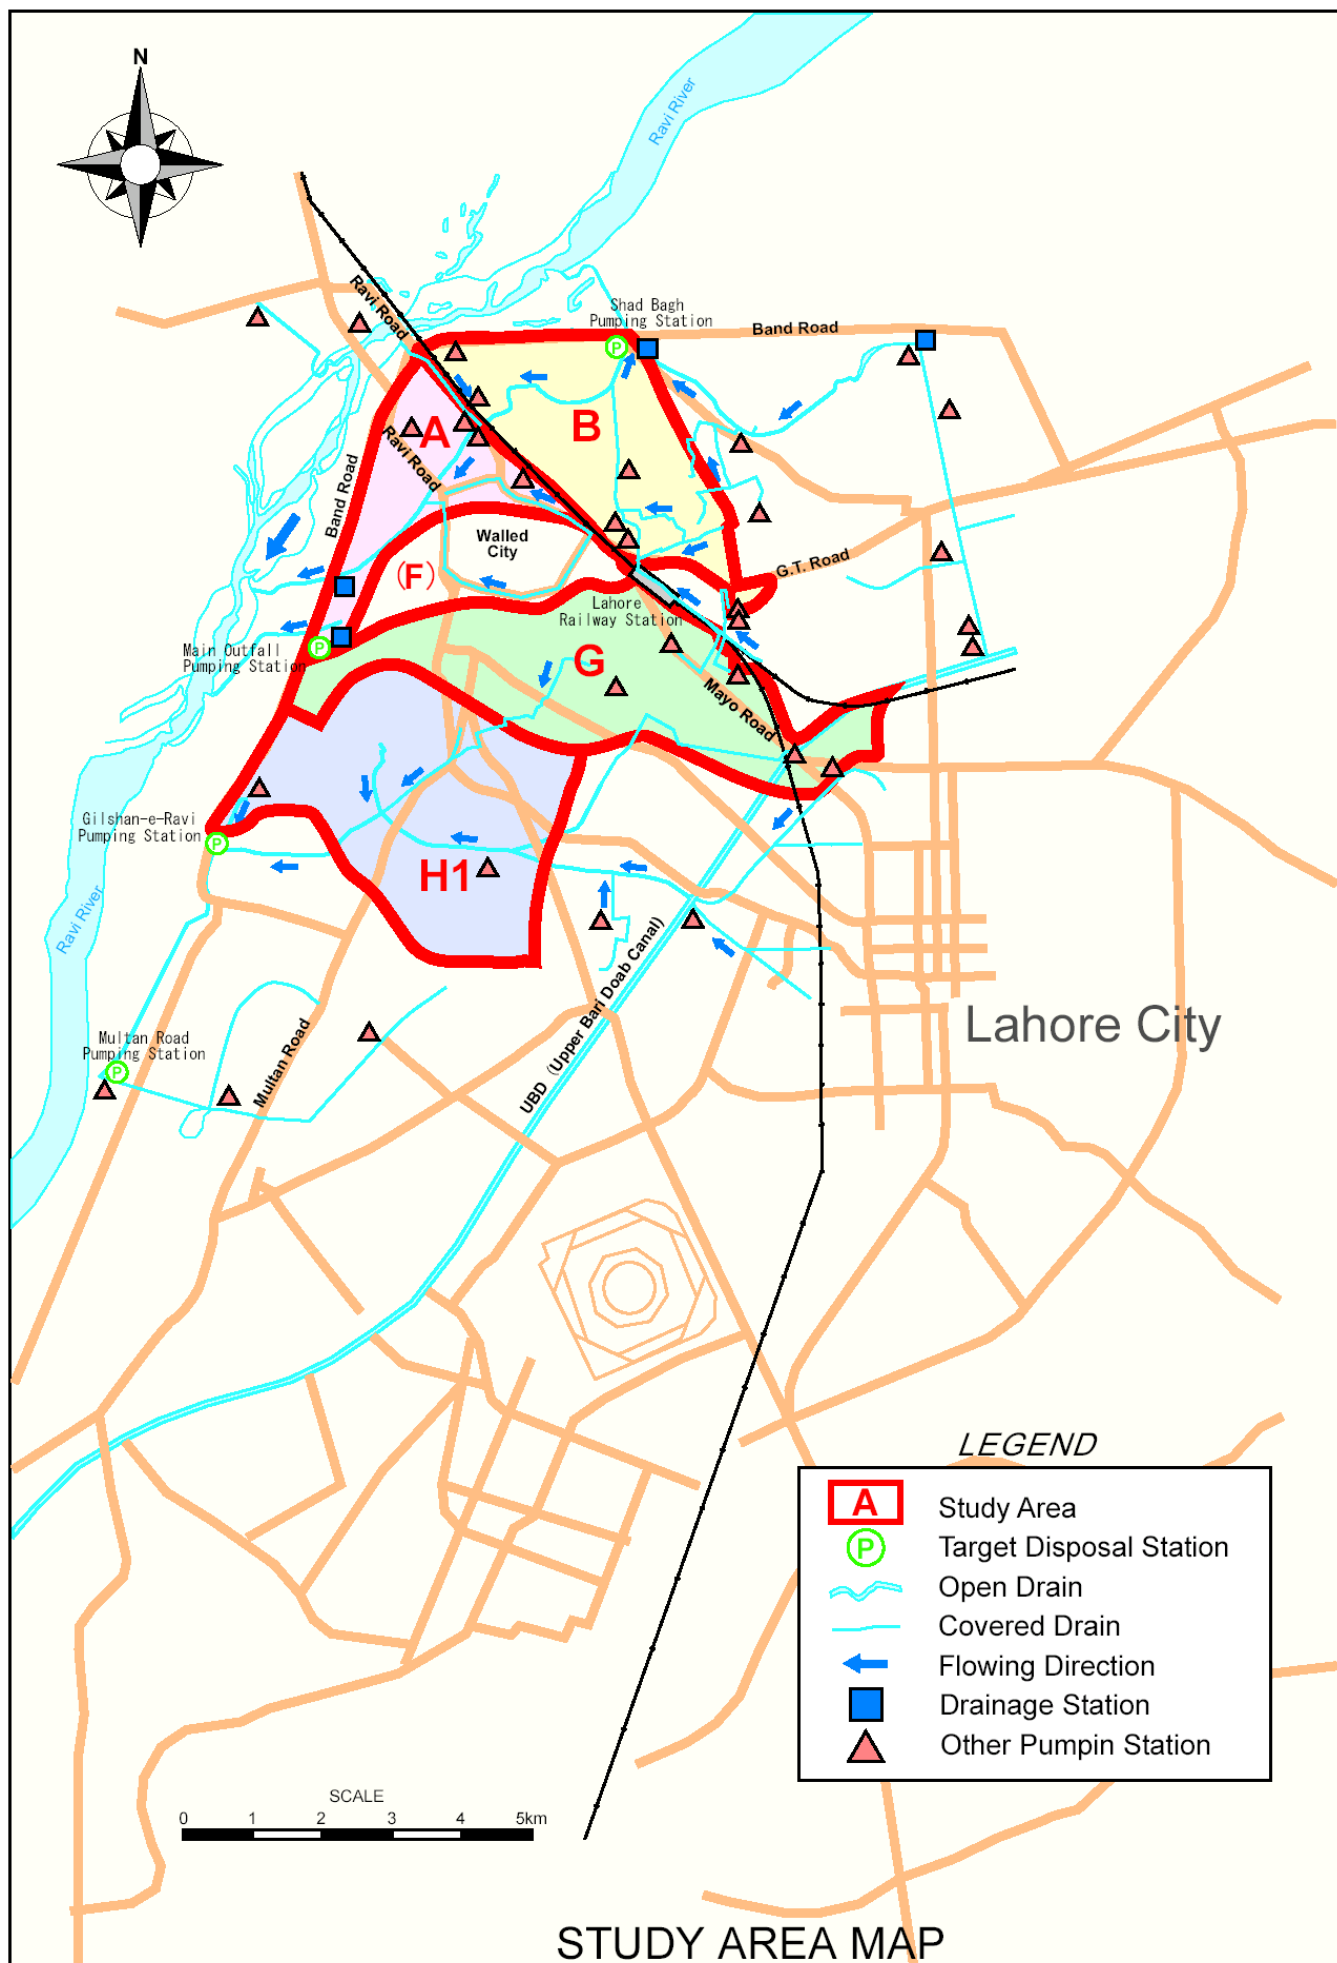 N
Ravi River
Ravi Road
Shad Bagh
Pumping Station
Band Road
A
B
Ravi Road
Band Road
Walled
City
(F)
G.T. Road
Lahore
Railway Station
Main Outfall
Pumping Station
G
Mayo Road
Gilshan-e-Ravi
Pumping Station
H1
Ravi River
UBD (Upper Bari Doab Canal)
Lahore City
Multan Road
Pumping Station
Multan Road
P
P
P
P
LEGEND
A Study Area
P Target Disposal Station
Open Drain
Covered Drain
Flowing Direction
Drainage Station
Other Pumpin Station
SCALE
0 1 2 3 4 5km
STUDY AREA MAP